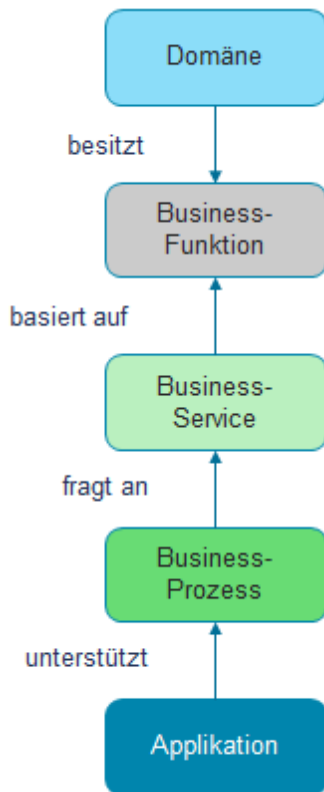 Domäne
besitzt
Business-
Funktion
basiert auf
Business-
Service
fragt an
Business-
Prozess
unterstützt
Applikation